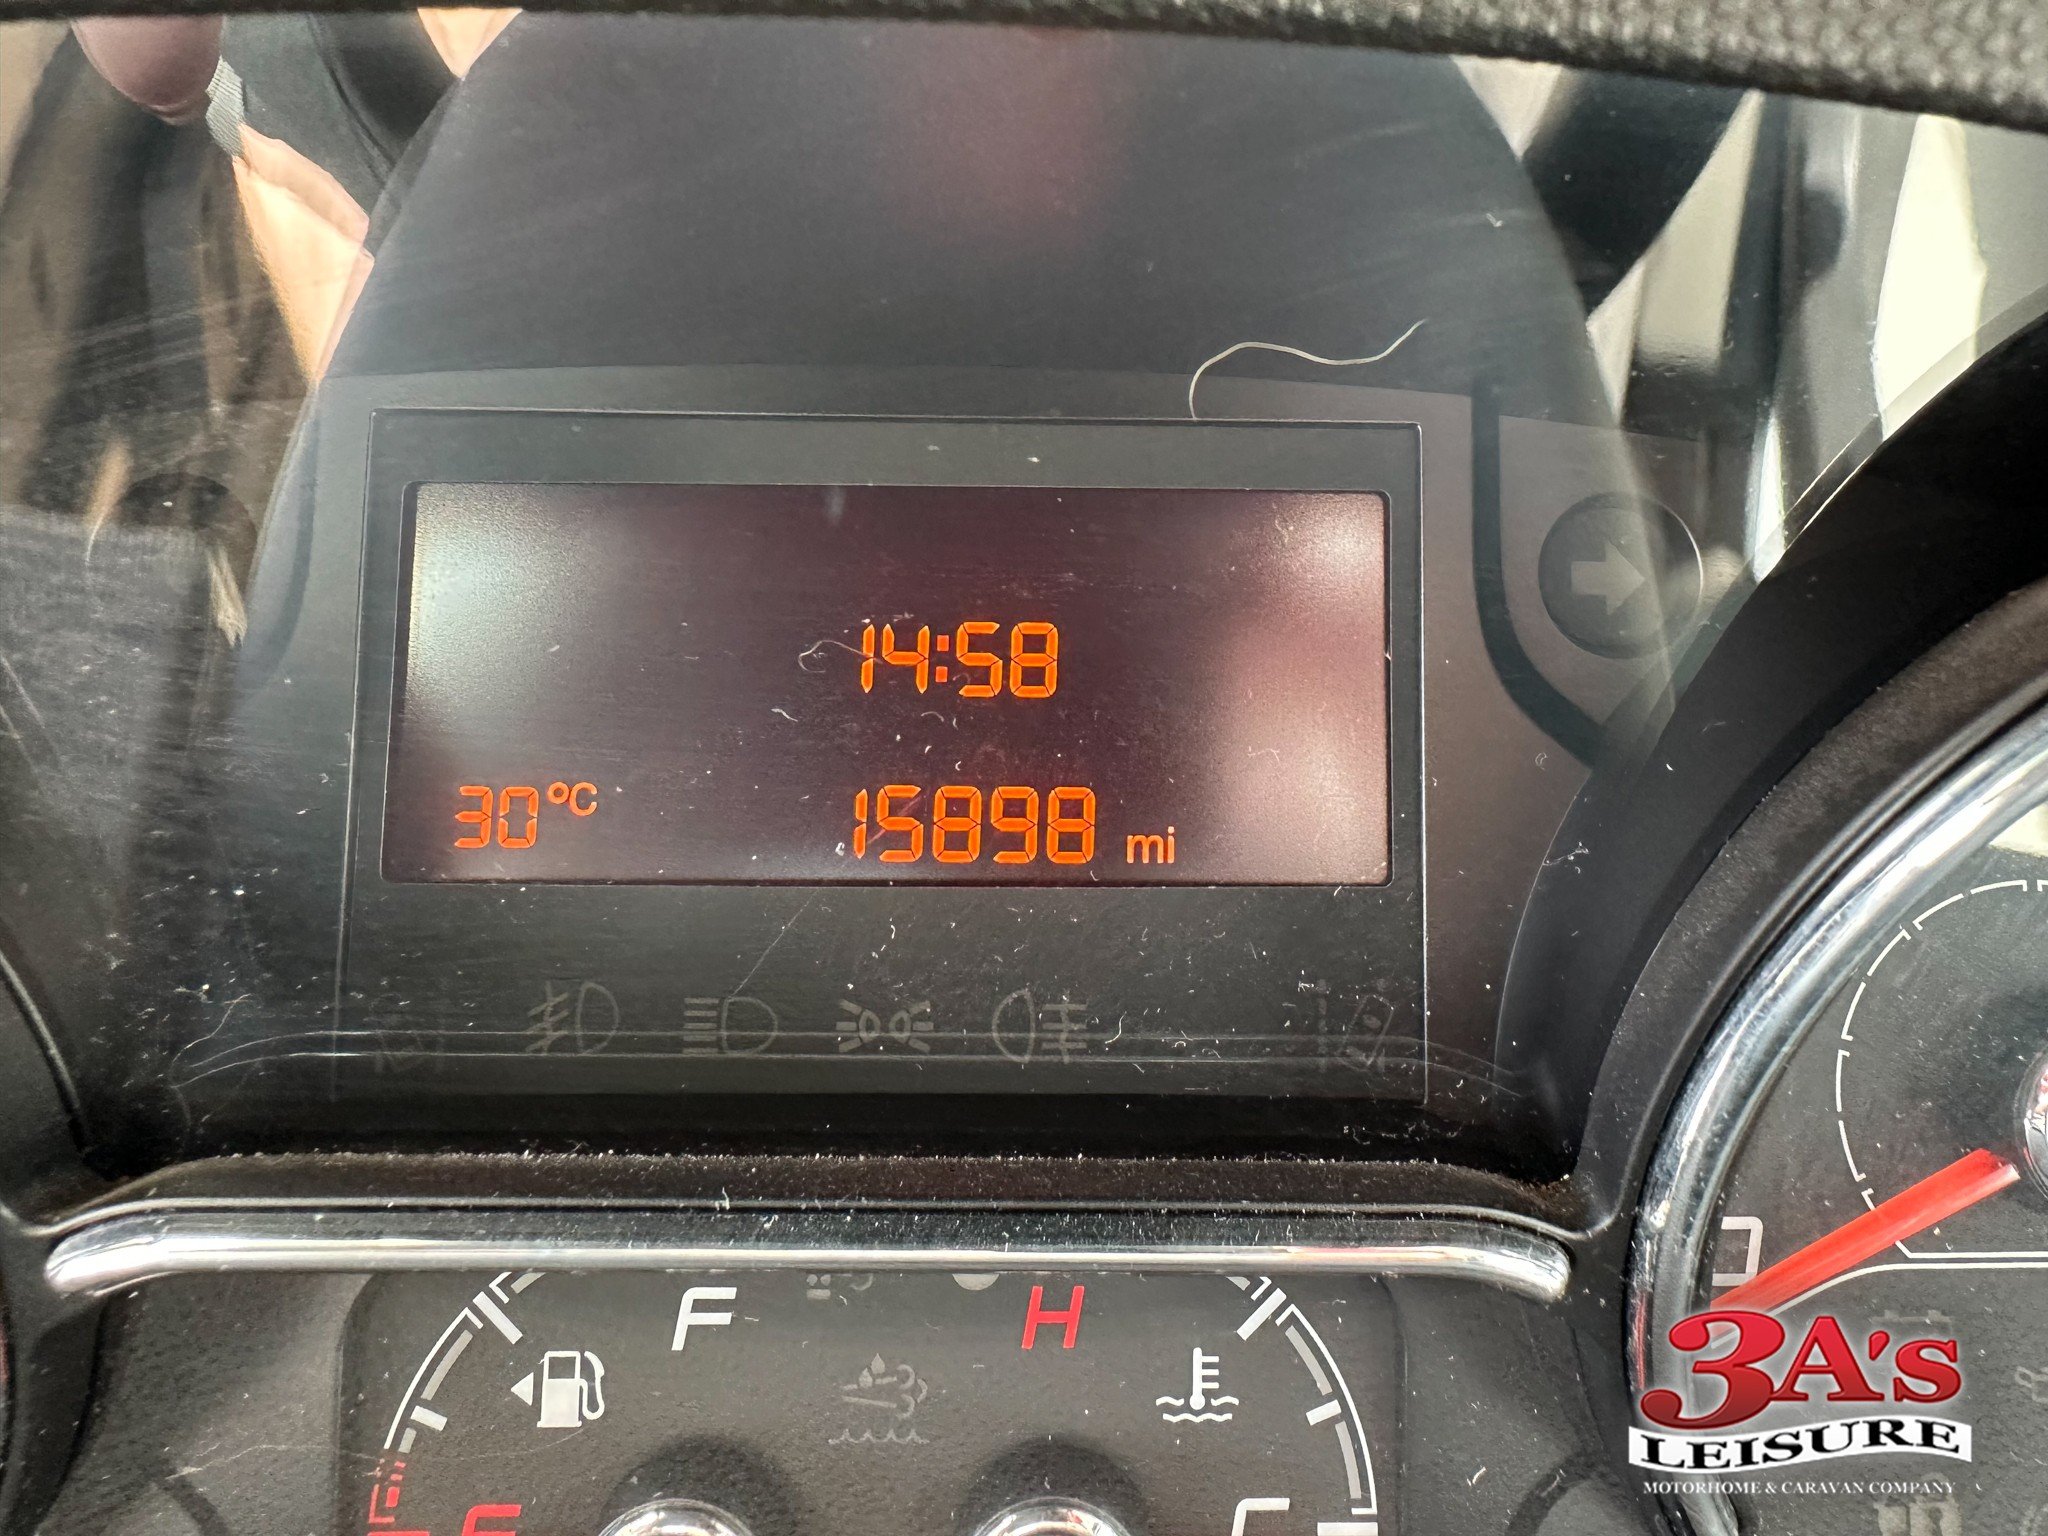 14:58
30°C 15898 mi
F H
E C
3A's
LEISURE
MOTORHOME & CARAVAN COMPANY